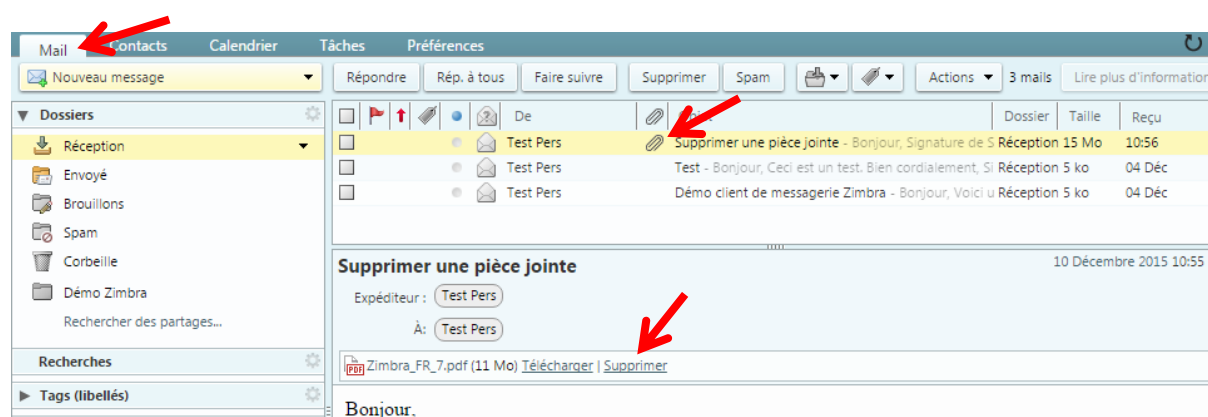 Mail Contacts Calendrier Tâches Préférences
Nouveau message Répondre Rép. à tous Faire suivre Supprimer Spam Actions 3 mails Lire plus d'information
Dossiers
Réception
Envoyé
Brouillons
Spam
Corbeille
Démo Zimbra
Rechercher des partages...
Recherches
Tags (libellés)
De Dossier Taille Reçu
Test Pers Supprimer une pièce jointe - Bonjour, Signature de S Réception 15 Mo 10:56
Test Pers Test - Bonjour, Ceci est un test. Bien cordialement, Si Réception 5 ko 04 Déc
Test Pers Démo client de messagerie Zimbra - Bonjour, Voici u Réception 5 ko 04 Déc
Supprimer une pièce jointe 10 Décembre 2015 10:55
Expéditeur : Test Pers
À: Test Pers
PDF Zimbra_FR_7.pdf (11 Mo) Télécharger | Supprimer
Bonjour,